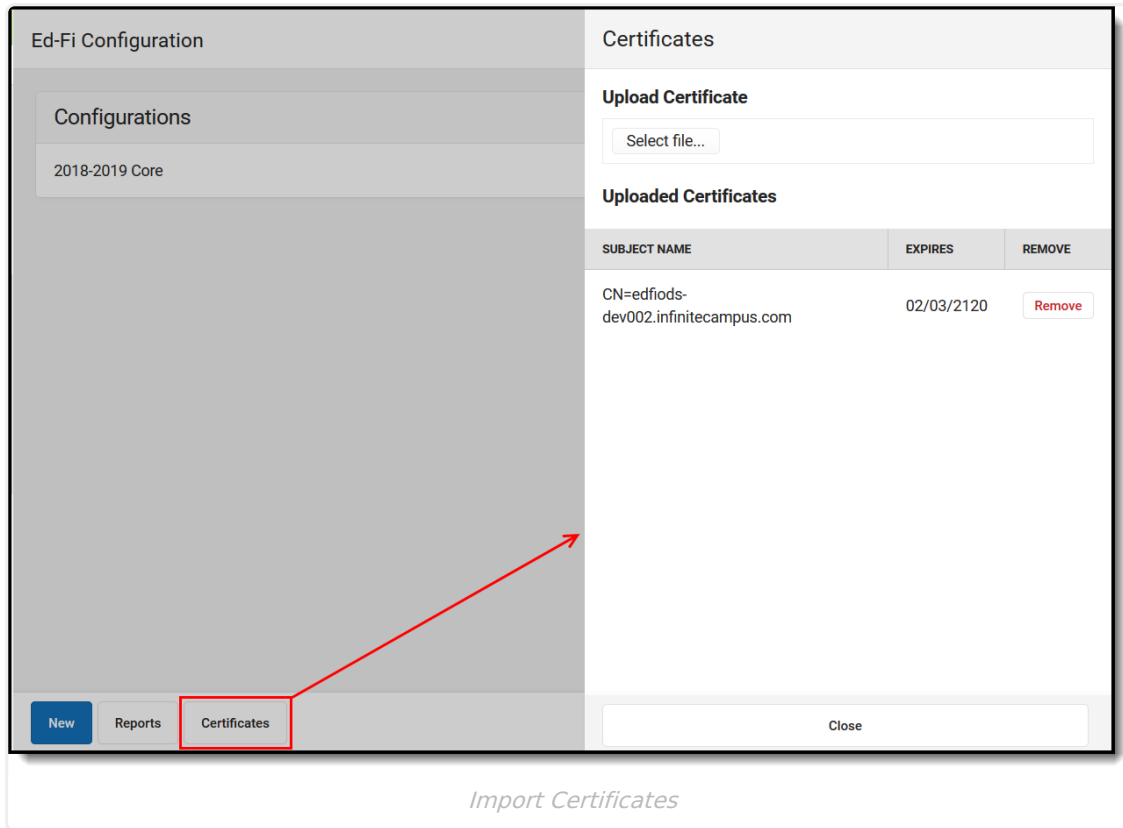 Ed-Fi Configuration
Configurations
2018-2019 Core
New
Reports
Certificates
Certificates
Upload Certificate
Select file...
Uploaded Certificates
SUBJECT NAME EXPIRES REMOVE
CN=edfiods-
dev002.infinitecampus.com 02/03/2120 Remove
Close
Import Certificates